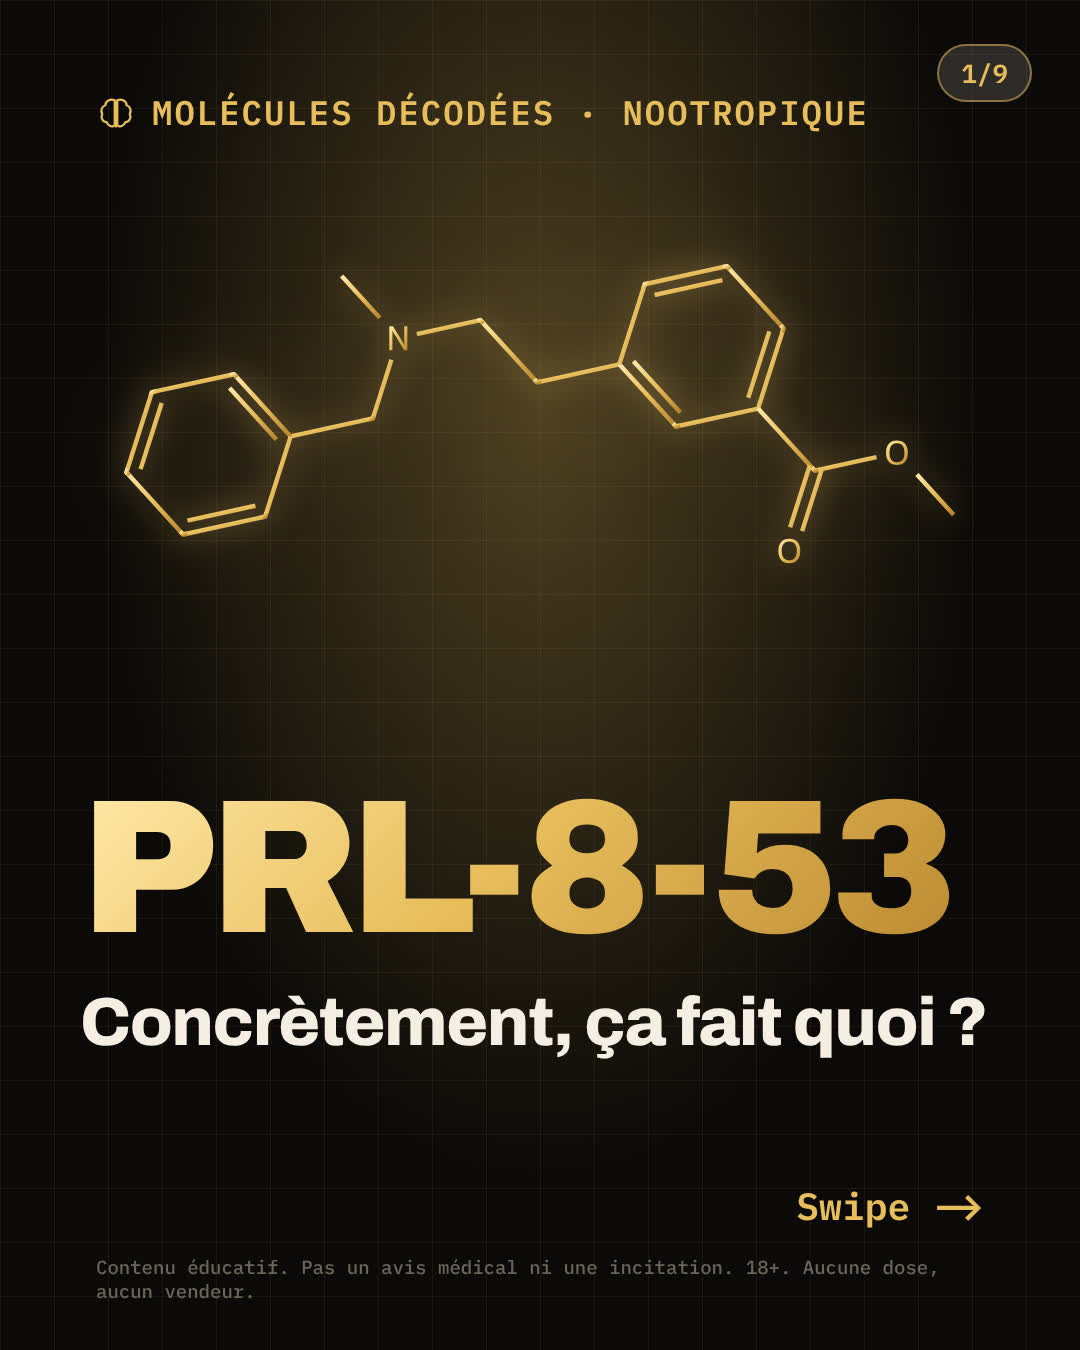 1/9
MOLÉCULES DÉCODÉES · NOOTROPIQUE
N
O
O
PRL-8-53
Concrètement, ça fait quoi ?
Swipe →
Contenu éducatif. Pas un avis médical ni une incitation. 18+. Aucune dose,
aucun vendeur.